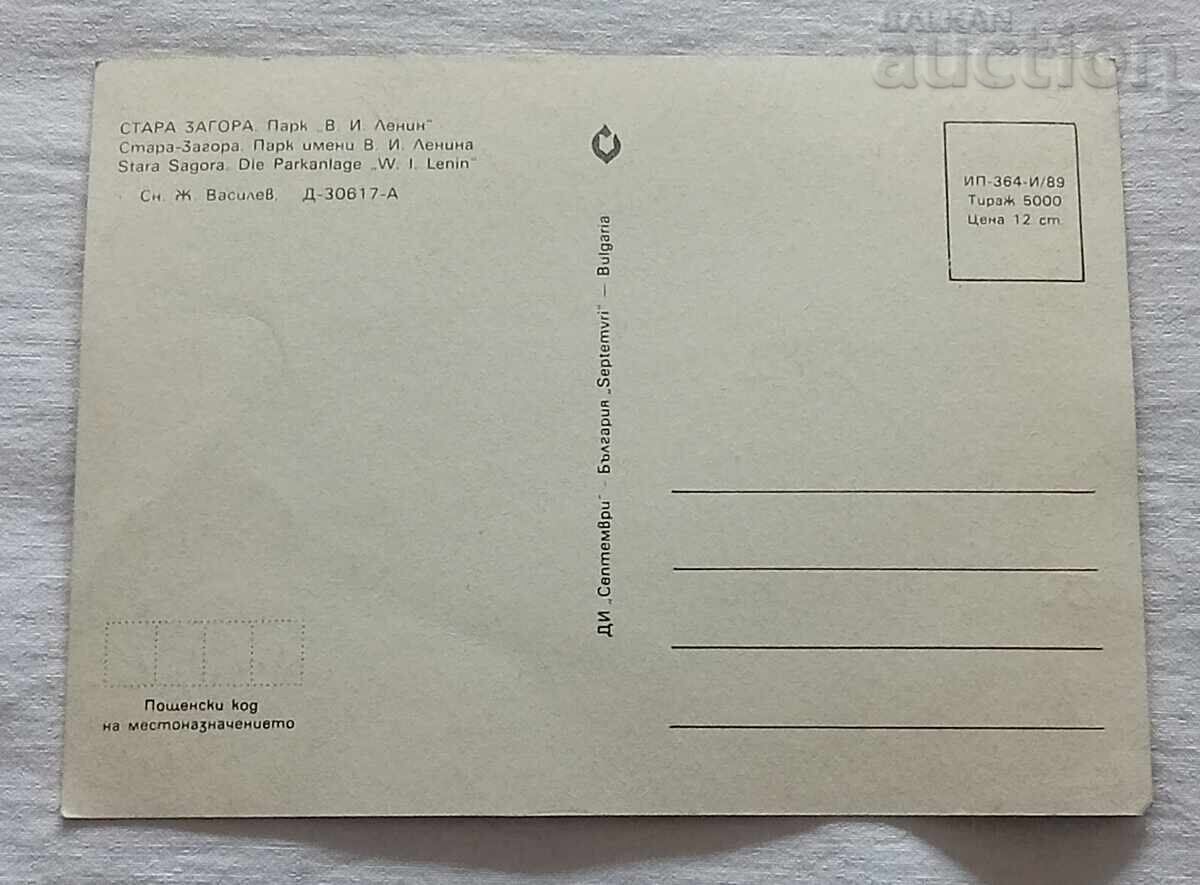 СТАРА ЗАГОРА. Парк „В. И. Ленин“
Стара-Загора. Парк имени В. И. Ленина
Stara Sagora. Die Parkanlage „W. I. Lenin“
Сн. Ж. Василев. Д-30617-А
ДИ „Септември“ - България „Septemvri“ — Bulgaria
ИП-364-И/89
Тираж 5000
Цена 12 ст.
Пощенски код
на местоназначението
БАЛКАН
auction